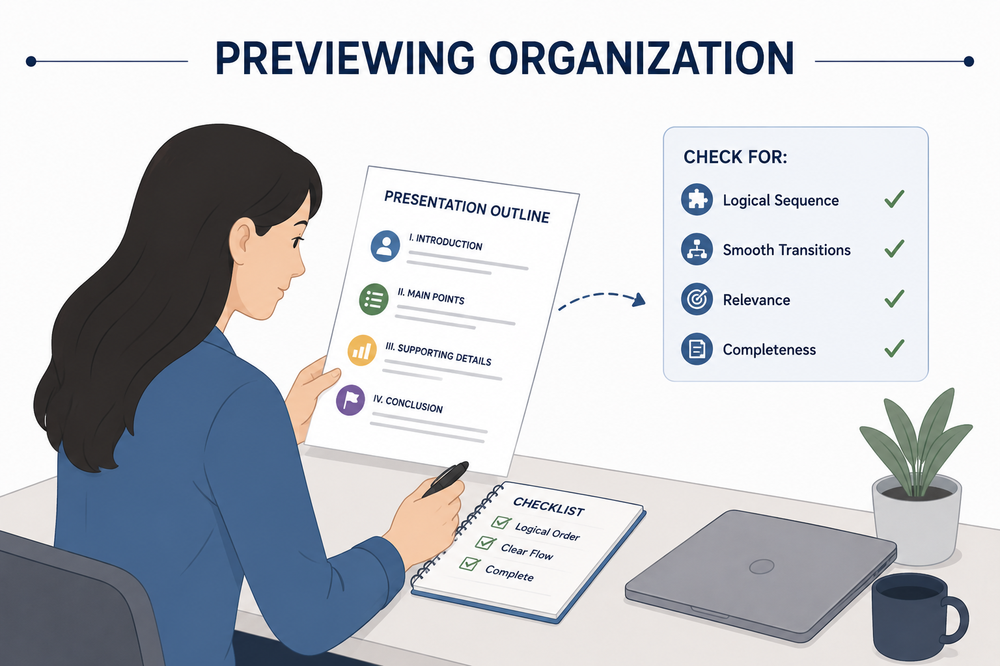 PREVIEWING ORGANIZATION
PRESENTATION OUTLINE
I. INTRODUCTION
II. MAIN POINTS
III. SUPPORTING DETAILS
IV. CONCLUSION
CHECK FOR:
Logical Sequence
Smooth Transitions
Relevance
Completeness
CHECKLIST
Logical Order
Clear Flow
Complete